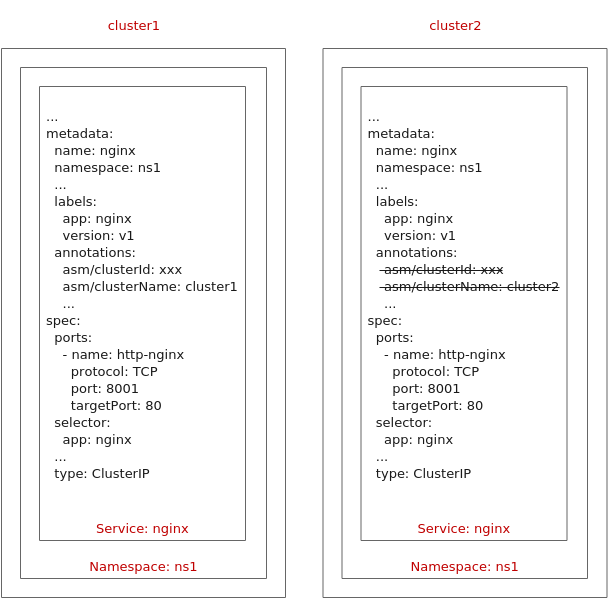 cluster1
...
metadata:
  name: nginx
  namespace: ns1
  ...
  labels:
    app: nginx
    version: v1
  annotations:
    asm/clusterId: xxx
    asm/clusterName: cluster1
    ...
spec:
  ports:
    - name: http-nginx
      protocol: TCP
      port: 8001
      targetPort: 80
  selector:
    app: nginx
  ...
  type: ClusterIP
Service: nginx
Namespace: ns1
cluster2
...
metadata:
  name: nginx
  namespace: ns1
  ...
  labels:
    app: nginx
    version: v1
  annotations:
    asm/clusterId: xxx
    asm/clusterName: cluster2
    ...
spec:
  ports:
    - name: http-nginx
      protocol: TCP
      port: 8001
      targetPort: 80
  selector:
    app: nginx
  ...
  type: ClusterIP
Service: nginx
Namespace: ns1